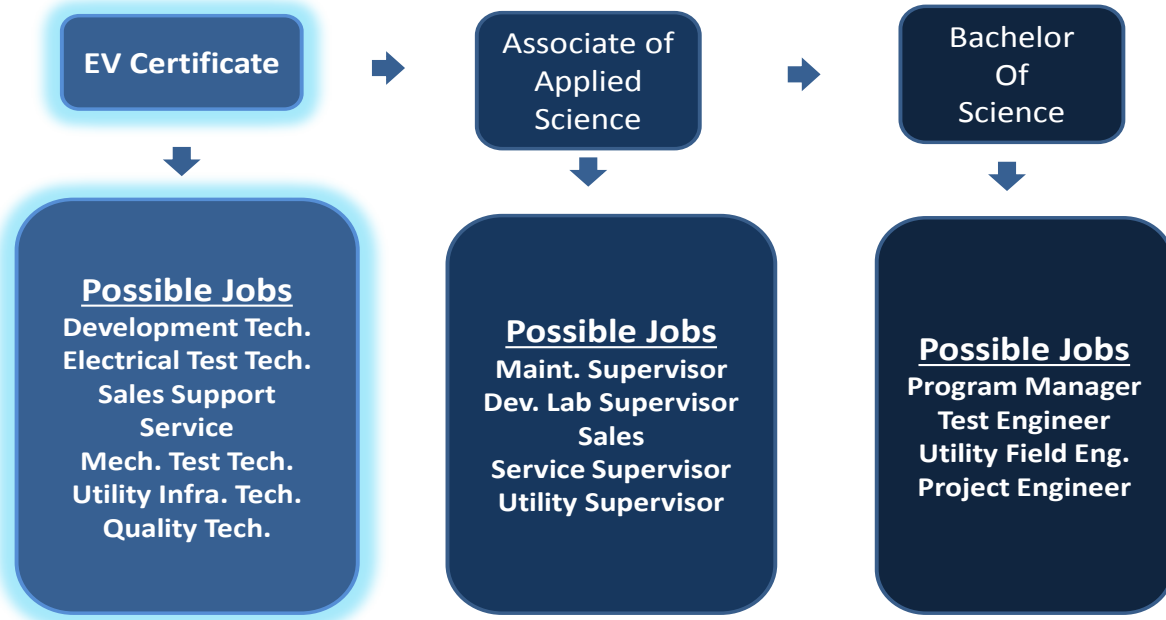 EV Certificate
Associate of
Applied
Science
Bachelor
Of
Science
Possible Jobs
Development Tech.
Electrical Test Tech.
Sales Support
Service
Mech. Test Tech.
Utility Infra. Tech.
Quality Tech.
Possible Jobs
Maint. Supervisor
Dev. Lab Supervisor
Sales
Service Supervisor
Utility Supervisor
Possible Jobs
Program Manager
Test Engineer
Utility Field Eng.
Project Engineer